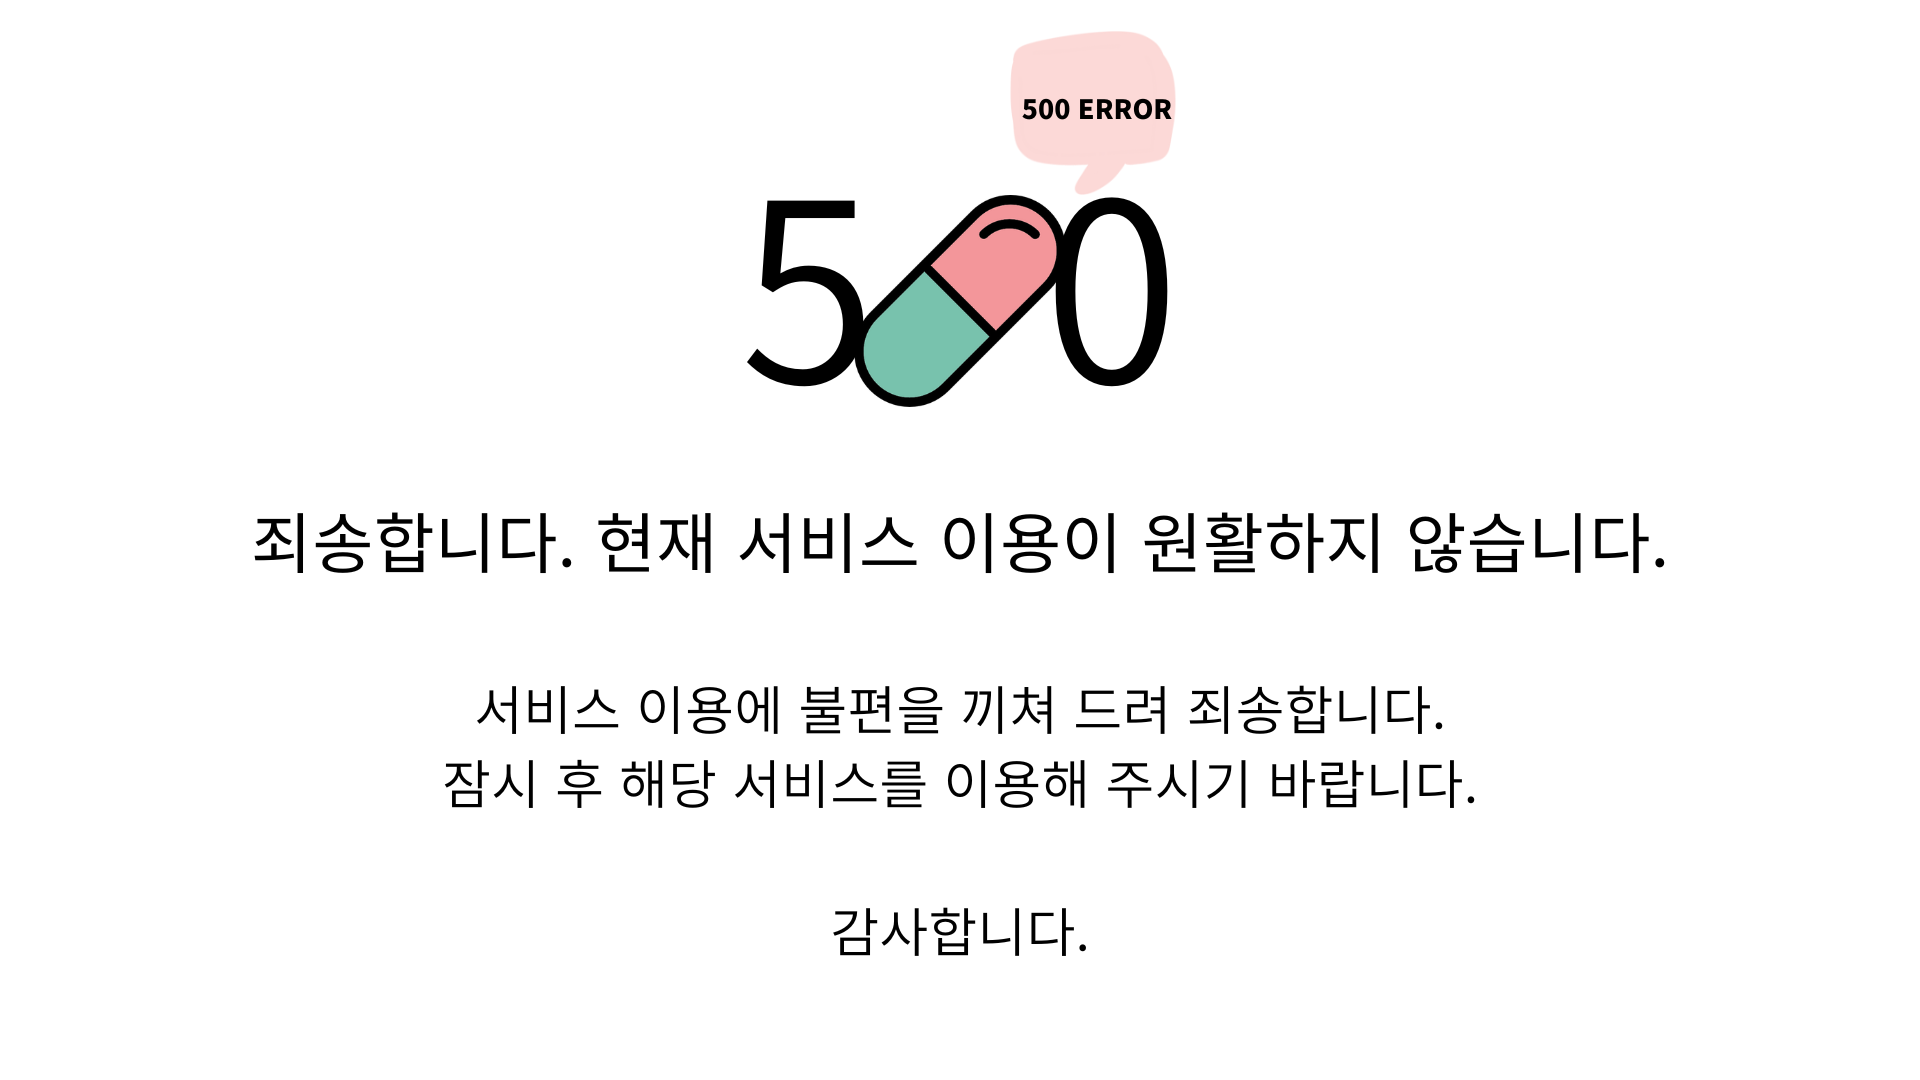 500 ERROR
5 0
죄송합니다. 현재 서비스 이용이 원활하지 않습니다.
서비스 이용에 불편을 끼쳐 드려 죄송합니다.
잠시 후 해당 서비스를 이용해 주시기 바랍니다.
감사합니다.